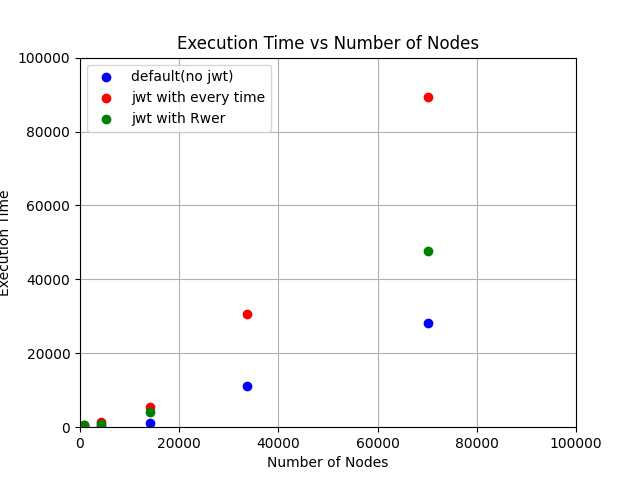 Execution Time vs Number of Nodes
100000
80000
60000
40000
20000
0
Execution Time
default(no jwt)
jwt with every time
jwt with Rwer
0 20000 40000 60000 80000 100000
Number of Nodes